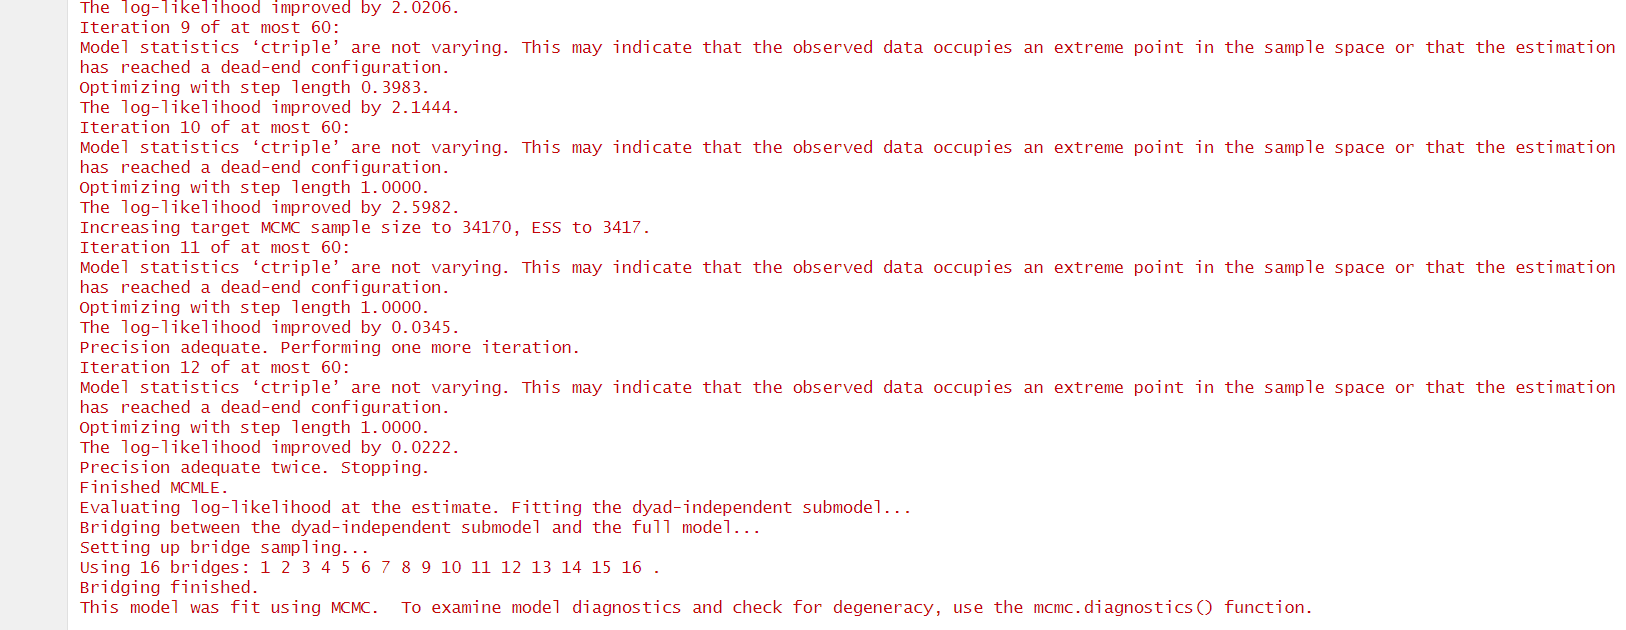 The log-likelihood improved by 2.0206.
Iteration 9 of at most 60:
Model statistics ‘ctriple’ are not varying. This may indicate that the observed data occupies an extreme point in the sample space or that the estimation
has reached a dead-end configuration.
Optimizing with step length 0.3983.
The log-likelihood improved by 2.1444.
Iteration 10 of at most 60:
Model statistics ‘ctriple’ are not varying. This may indicate that the observed data occupies an extreme point in the sample space or that the estimation
has reached a dead-end configuration.
Optimizing with step length 1.0000.
The log-likelihood improved by 2.5982.
Increasing target MCMC sample size to 34170, ESS to 3417.
Iteration 11 of at most 60:
Model statistics ‘ctriple’ are not varying. This may indicate that the observed data occupies an extreme point in the sample space or that the estimation
has reached a dead-end configuration.
Optimizing with step length 1.0000.
The log-likelihood improved by 0.0345.
Precision adequate. Performing one more iteration.
Iteration 12 of at most 60:
Model statistics ‘ctriple’ are not varying. This may indicate that the observed data occupies an extreme point in the sample space or that the estimation
has reached a dead-end configuration.
Optimizing with step length 1.0000.
The log-likelihood improved by 0.0222.
Precision adequate twice. Stopping.
Finished MCMLE.
Evaluating log-likelihood at the estimate. Fitting the dyad-independent submodel...
Bridging between the dyad-independent submodel and the full model...
Setting up bridge sampling...
Using 16 bridges: 1 2 3 4 5 6 7 8 9 10 11 12 13 14 15 16 .
Bridging finished.
This model was fit using MCMC.  To examine model diagnostics and check for degeneracy, use the mcmc.diagnostics() function.